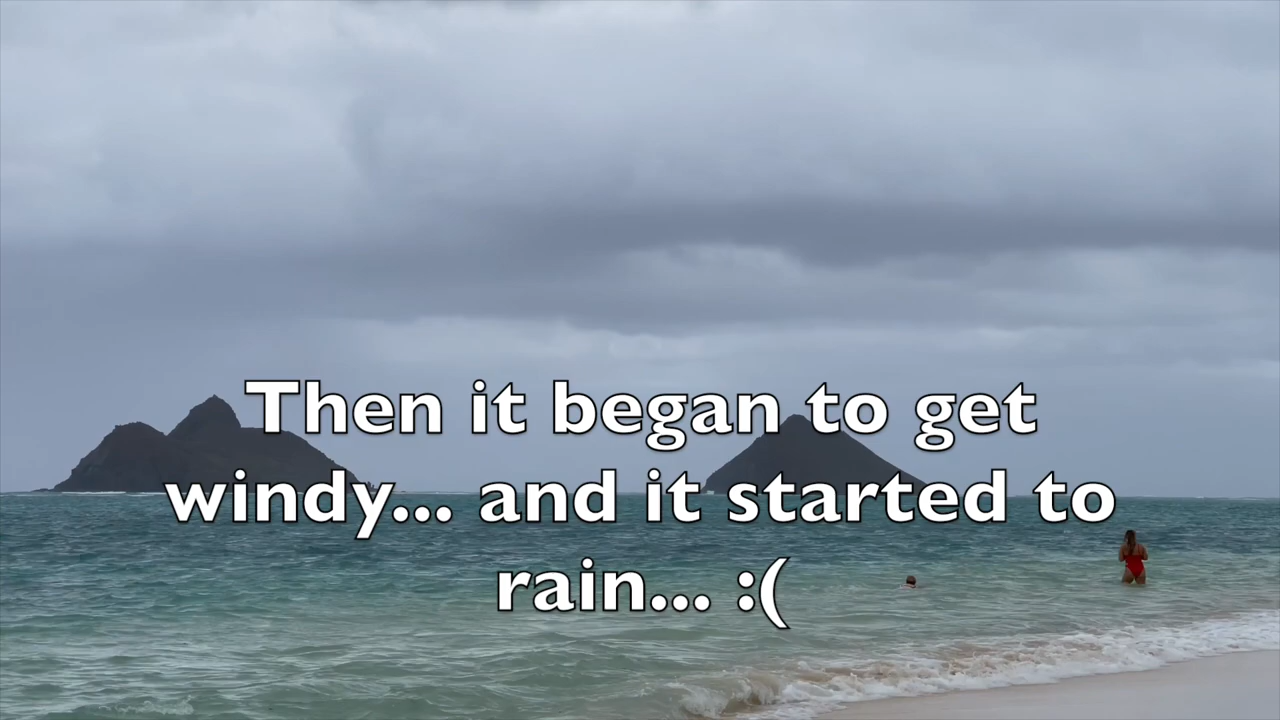 Then it began to get
windy... and it started to
rain... :(